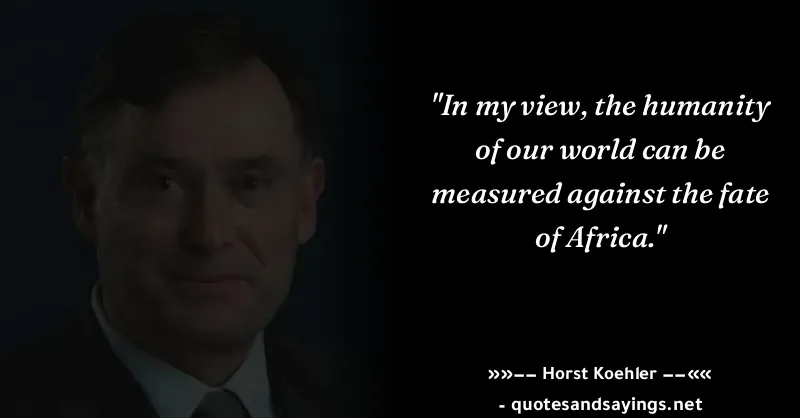 "In my view, the humanity
of our world can be
measured against the fate
of Africa."
»»−− Horst Koehler −−««
- quotesandsayings.net